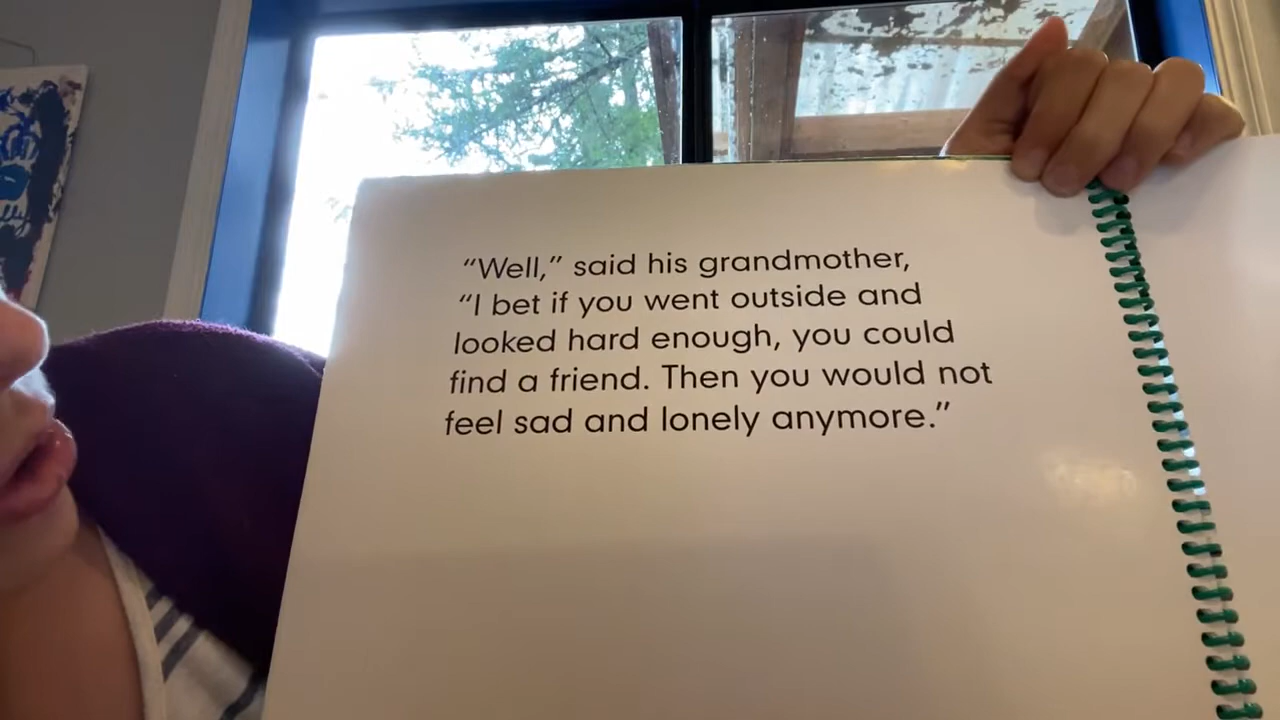 “Well,” said his grandmother,
“I bet if you went outside and
looked hard enough, you could
find a friend. Then you would not
feel sad and lonely anymore.”